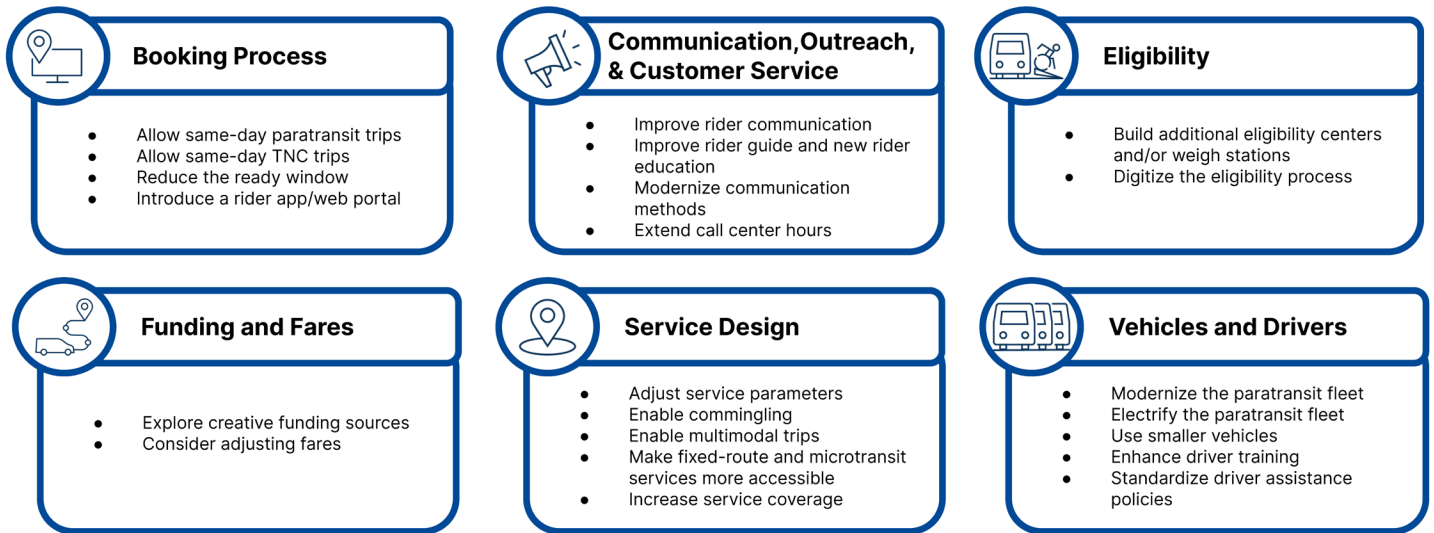 Booking Process
● Allow same-day paratransit trips
● Allow same-day TNC trips
● Reduce the ready window
● Introduce a rider app/web portal
Communication,Outreach,
& Customer Service
● Improve rider communication
● Improve rider guide and new rider
education
● Modernize communication
methods
● Extend call center hours
Eligibility
● Build additional eligibility centers
and/or weigh stations
● Digitize the eligibility process
Funding and Fares
● Explore creative funding sources
● Consider adjusting fares
Service Design
● Adjust service parameters
● Enable commingling
● Enable multimodal trips
● Make fixed-route and microtransit
services more accessible
● Increase service coverage
Vehicles and Drivers
● Modernize the paratransit fleet
● Electrify the paratransit fleet
● Use smaller vehicles
● Enhance driver training
● Standardize driver assistance
policies